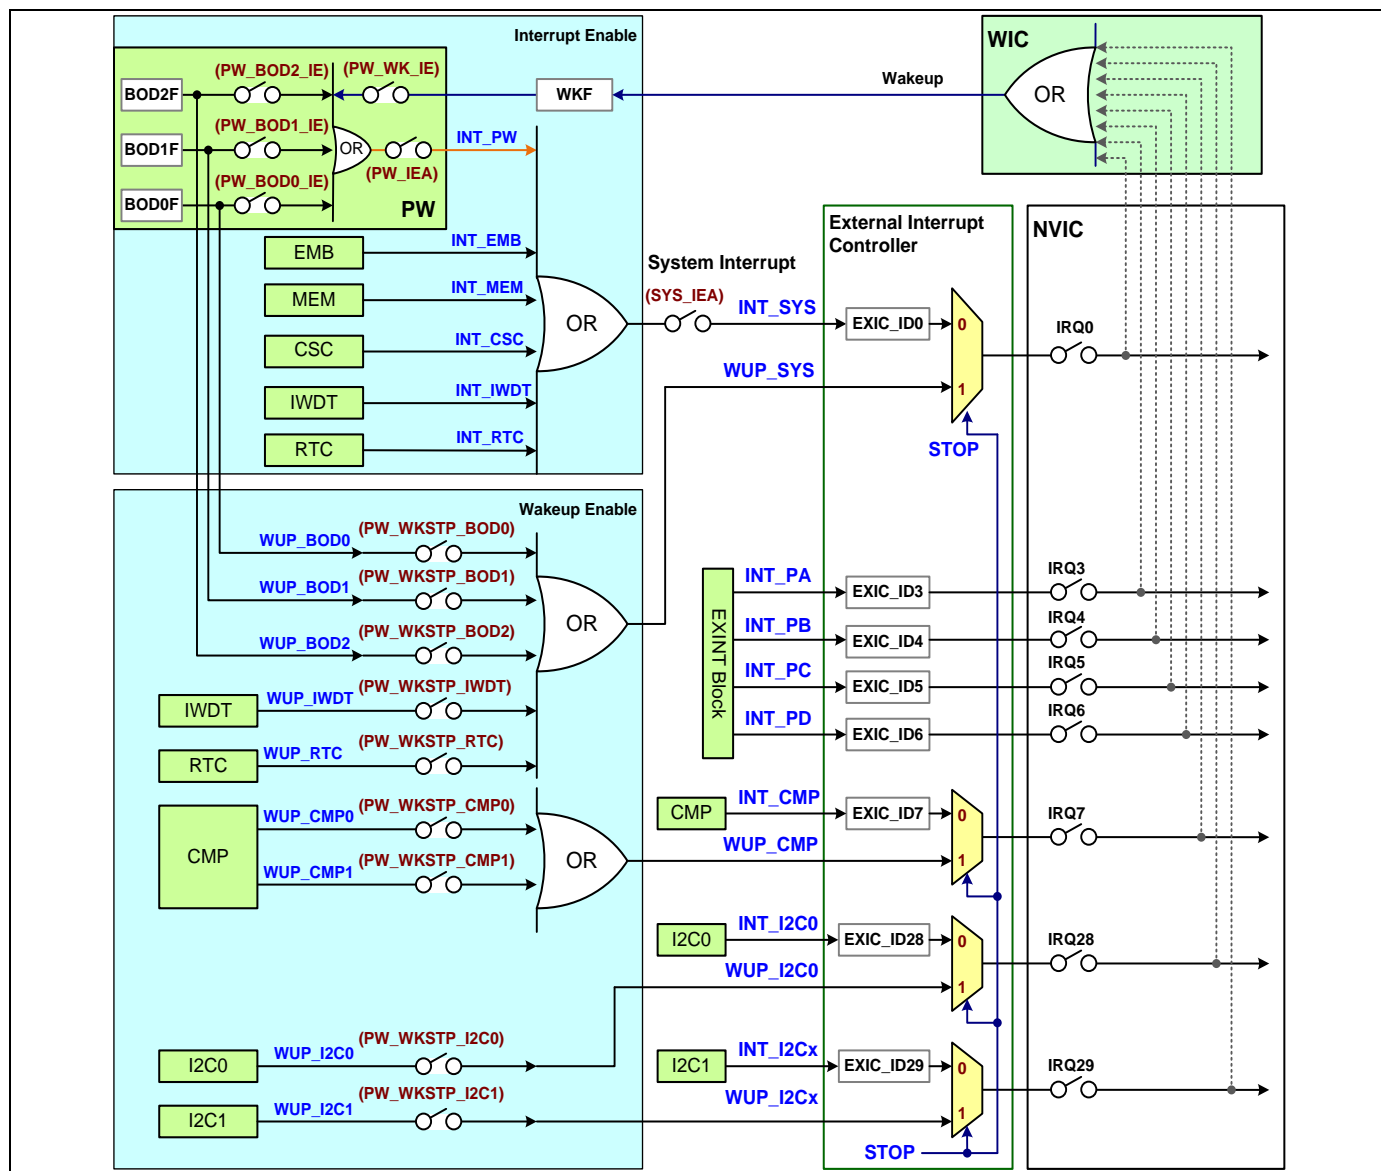 Interrupt Enable
WIC
(PW_BOD2_IE)
(PW_WK_IE)
BOD2F
WKF
Wakeup
OR
(PW_BOD1_IE)
BOD1F
OR
INT_PW
(PW_IEA)
(PW_BOD0_IE)
BOD0F
PW
External Interrupt
Controller
NVIC
EMB
INT_EMB
System Interrupt
MEM
INT_MEM
(SYS_IEA)
INT_SYS
EXIC_ID0
0
IRQ0
OR
CSC
INT_CSC
WUP_SYS
1
IWDT
INT_IWDT
RTC
INT_RTC
STOP
Wakeup Enable
WUP_BOD0
(PW_WKSTP_BOD0)
WUP_BOD1
(PW_WKSTP_BOD1)
OR
WUP_BOD2
(PW_WKSTP_BOD2)
EXINT Block
INT_PA
EXIC_ID3
IRQ3
INT_PB
EXIC_ID4
IRQ4
INT_PC
EXIC_ID5
IRQ5
INT_PD
EXIC_ID6
IRQ6
IWDT
WUP_IWDT
(PW_WKSTP_IWDT)
RTC
WUP_RTC
(PW_WKSTP_RTC)
CMP
WUP_CMP0
(PW_WKSTP_CMP0)
WUP_CMP1
(PW_WKSTP_CMP1)
OR
CMP
INT_CMP
EXIC_ID7
0
IRQ7
WUP_CMP
1
I2C0
INT_I2C0
EXIC_ID28
0
IRQ28
WUP_I2C0
1
I2C0
WUP_I2C0
(PW_WKSTP_I2C0)
I2C1
INT_I2Cx
EXIC_ID29
0
IRQ29
I2C1
WUP_I2C1
(PW_WKSTP_I2C1)
WUP_I2Cx
1
STOP